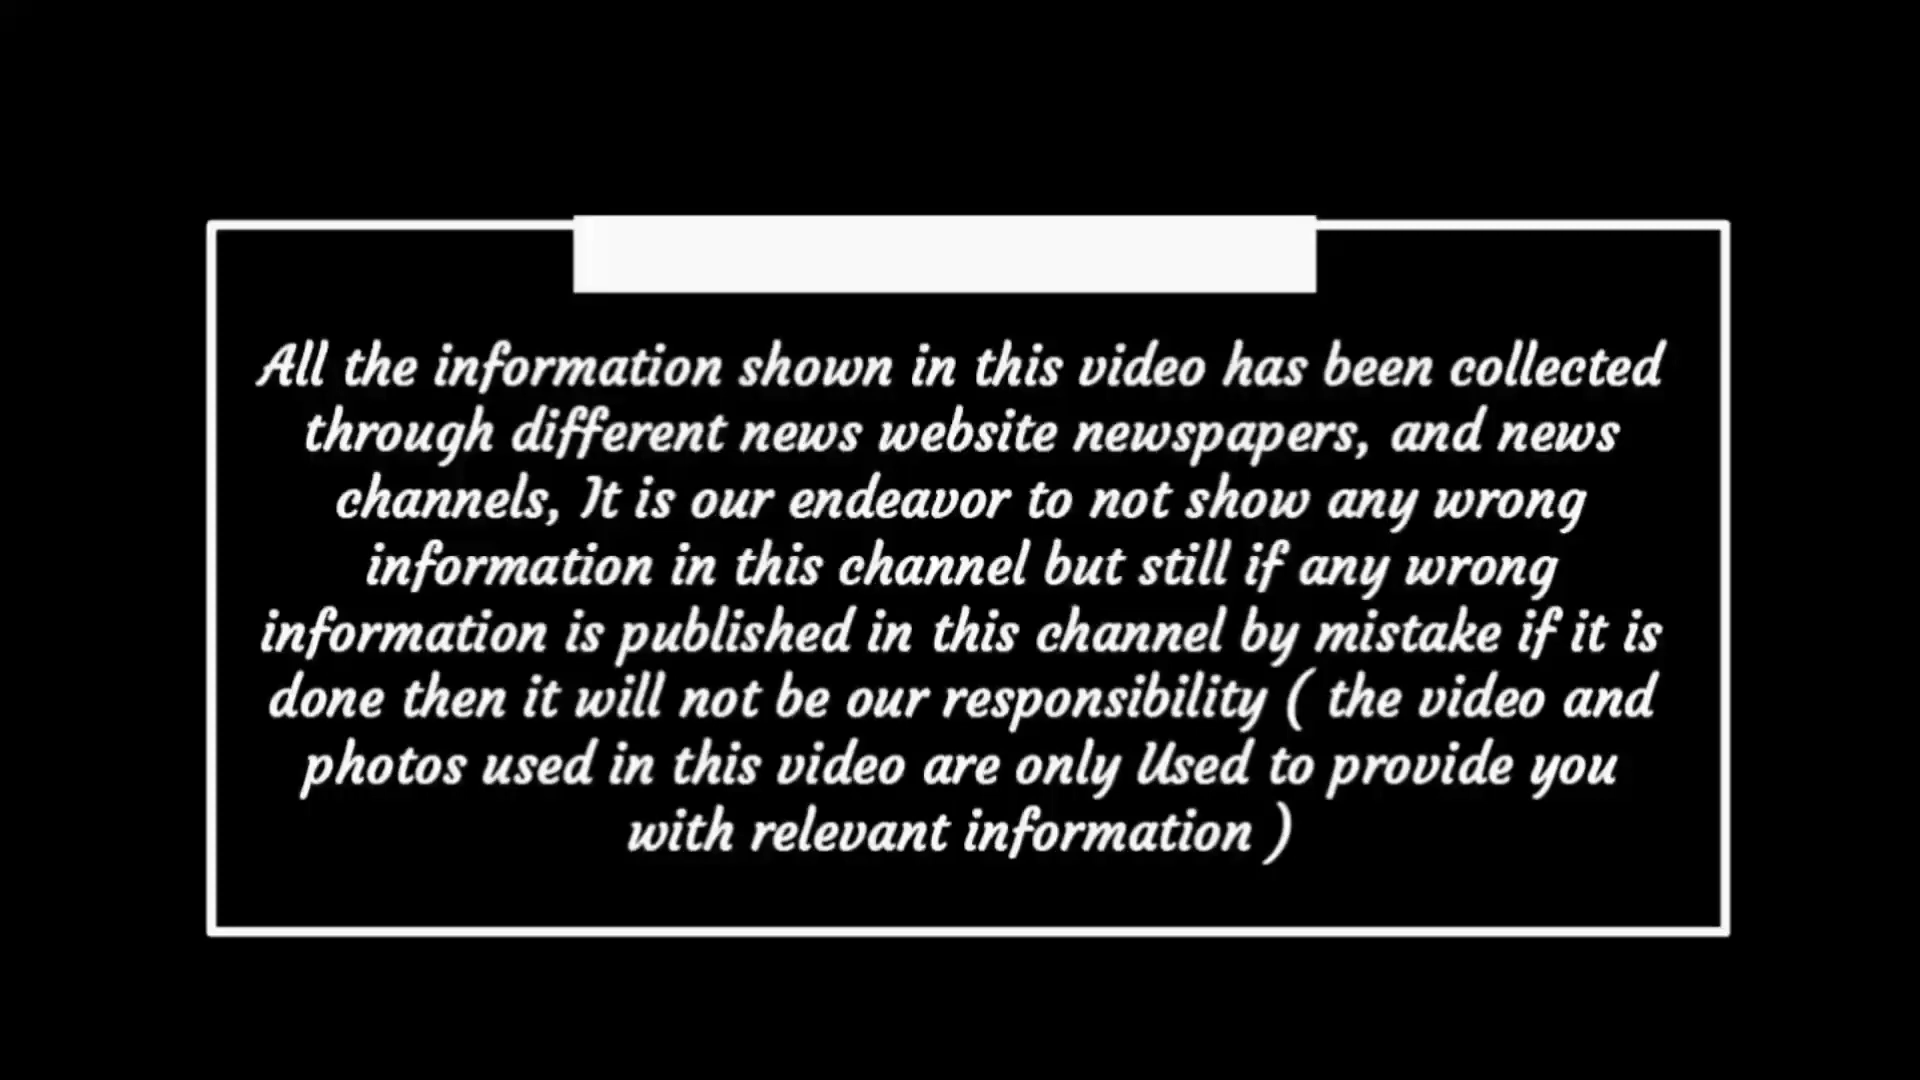 All the information shown in this video has been collected
through different news website newspapers, and news
channels, It is our endeavor to not show any wrong
information in this channel but still if any wrong
information is published in this channel by mistake if it is
done then it will not be our responsibility ( the video and
photos used in this video are only Used to provide you
with relevant information )